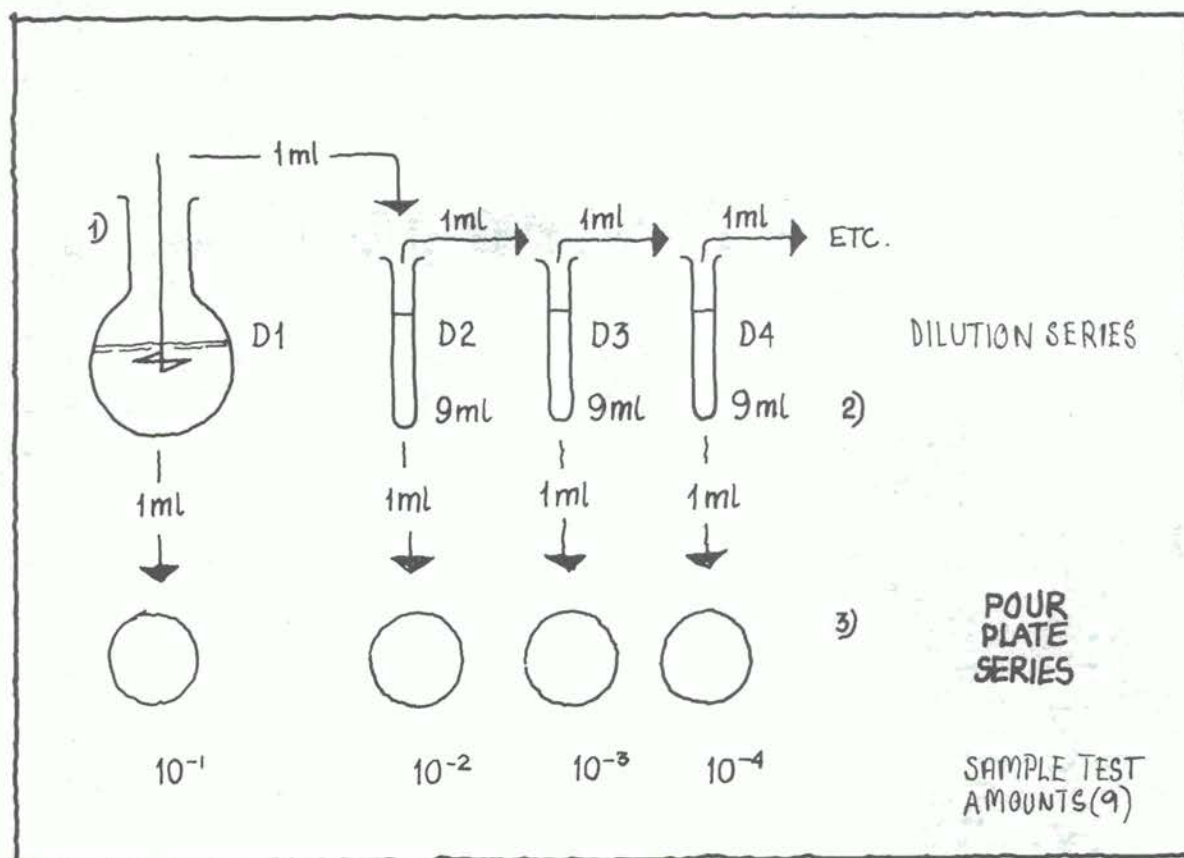 1ml
1)
1ml 1ml 1ml ETC.
D1 D2 D3 D4 DILUTION SERIES
9ml 9ml 9ml 2)
1ml 1ml 1ml 1ml
3) POUR
PLATE
SERIES
10⁻¹ 10⁻² 10⁻³ 10⁻⁴ SAMPLE TEST
AMOUNTS(9)